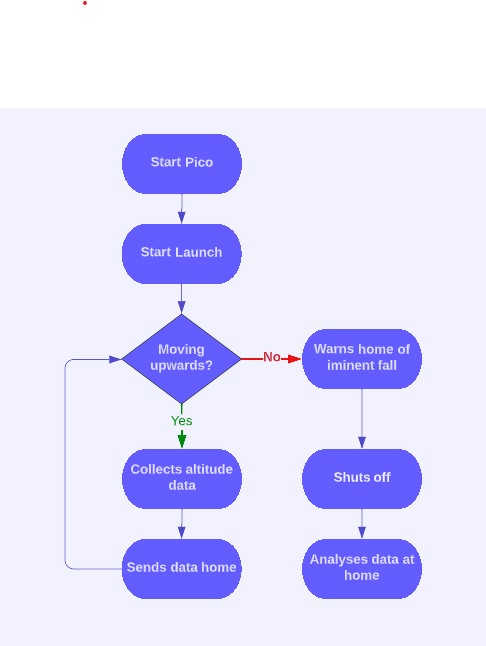 Start Pico
Start Launch
Moving
upwards?
No
Warns home of
iminent fall
Yes
Collects altitude
data
Shuts off
Sends data home
Analyses data at
home